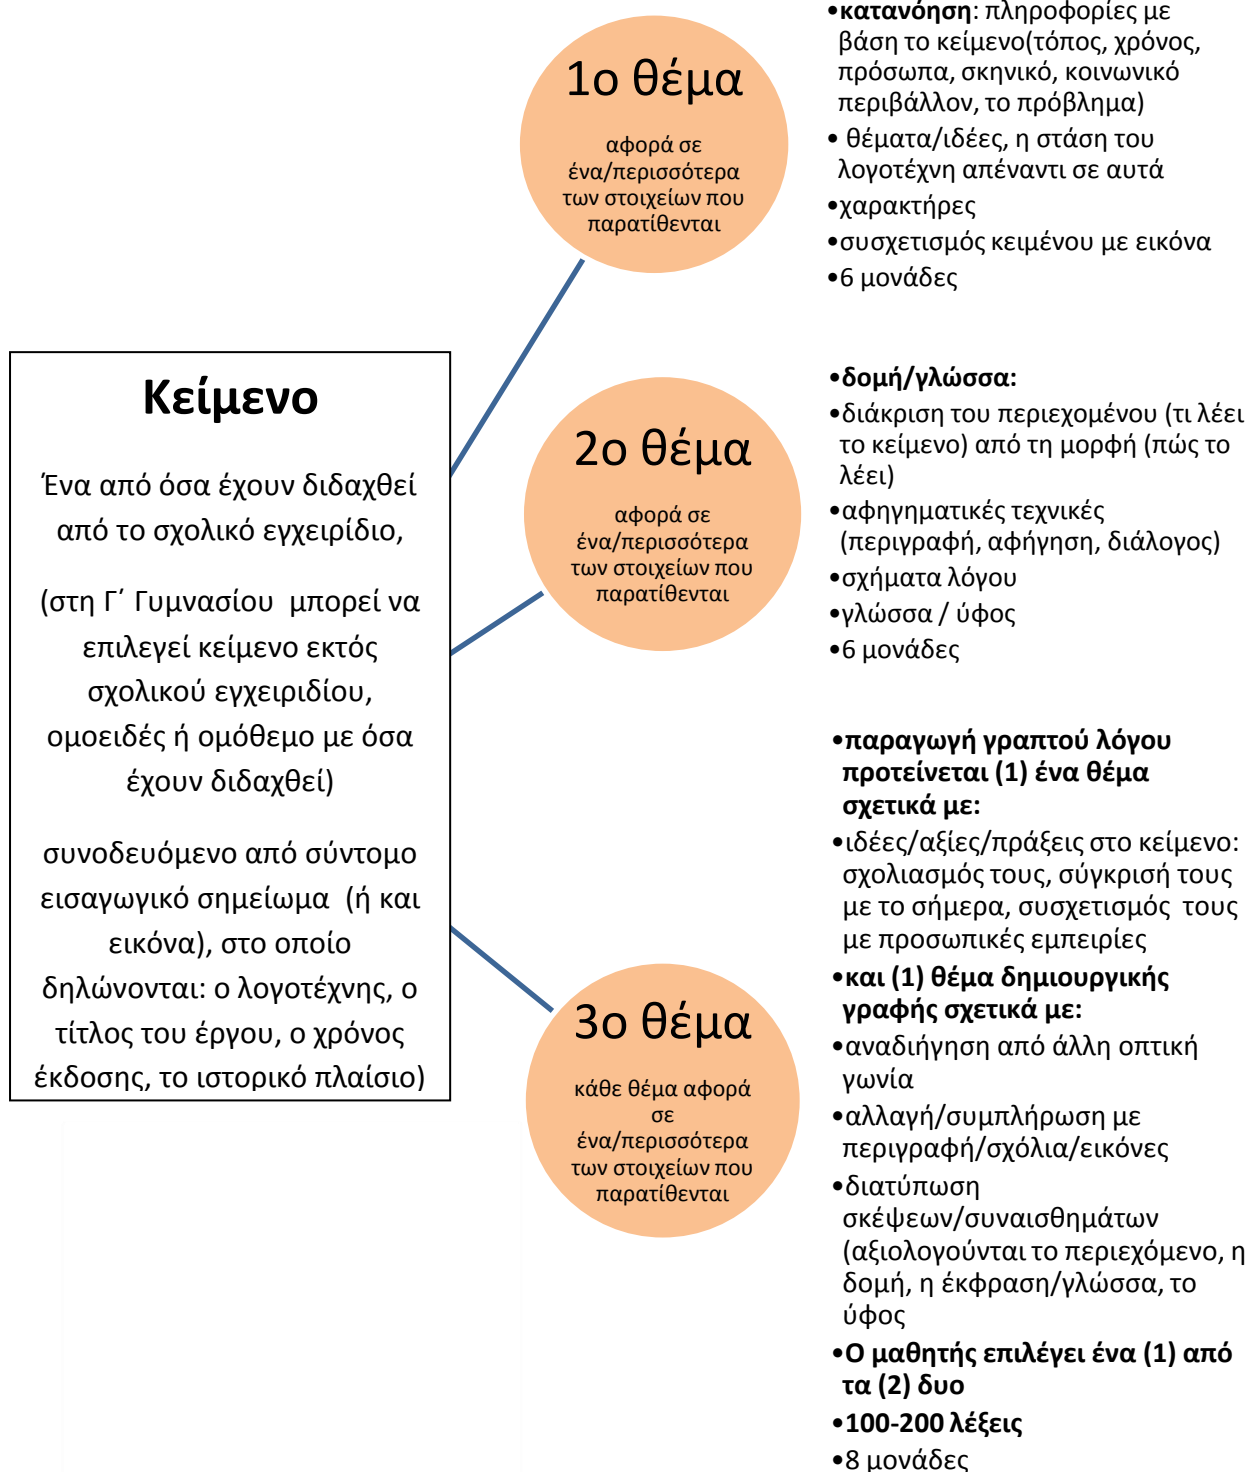 Κείμενο
Ένα από όσα έχουν διδαχθεί
από το σχολικό εγχειρίδιο,
(στη Γ΄ Γυμνασίου μπορεί να
επιλεγεί κείμενο εκτός
σχολικού εγχειριδίου,
ομοειδές ή ομόθεμο με όσα
έχουν διδαχθεί)
συνοδευόμενο από σύντομο
εισαγωγικό σημείωμα (ή και
εικόνα), στο οποίο
δηλώνονται: ο λογοτέχνης, ο
τίτλος του έργου, ο χρόνος
έκδοσης, το ιστορικό πλαίσιο)
1ο θέμα
αφορά σε
ένα/περισσότερα
των στοιχείων που
παρατίθενται
•κατανόηση: πληροφορίες με
βάση το κείμενο(τόπος, χρόνος,
πρόσωπα, σκηνικό, κοινωνικό
περιβάλλον, το πρόβλημα)
• θέματα/ιδέες, η στάση του
λογοτέχνη απέναντι σε αυτά
•χαρακτήρες
•συσχετισμός κειμένου με εικόνα
•6 μονάδες
2ο θέμα
αφορά σε
ένα/περισσότερα
των στοιχείων που
παρατίθενται
•δομή/γλώσσα:
•διάκριση του περιεχομένου (τι λέει
το κείμενο) από τη μορφή (πώς το
λέει)
•αφηγηματικές τεχνικές
(περιγραφή, αφήγηση, διάλογος)
•σχήματα λόγου
•γλώσσα / ύφος
•6 μονάδες
3ο θέμα
κάθε θέμα αφορά
σε
ένα/περισσότερα
των στοιχείων που
παρατίθενται
•παραγωγή γραπτού λόγου
προτείνεται (1) ένα θέμα
σχετικά με:
•ιδέες/αξίες/πράξεις στο κείμενο:
σχολιασμός τους, σύγκρισή τους
με το σήμερα, συσχετισμός τους
με προσωπικές εμπειρίες
•και (1) θέμα δημιουργικής
γραφής σχετικά με:
•αναδιήγηση από άλλη οπτική
γωνία
•αλλαγή/συμπλήρωση με
περιγραφή/σχόλια/εικόνες
•διατύπωση
σκέψεων/συναισθημάτων
(αξιολογούνται το περιεχόμενο, η
δομή, η έκφραση/γλώσσα, το
ύφος
•Ο μαθητής επιλέγει ένα (1) από
τα (2) δυο
•100-200 λέξεις
•8 μονάδες